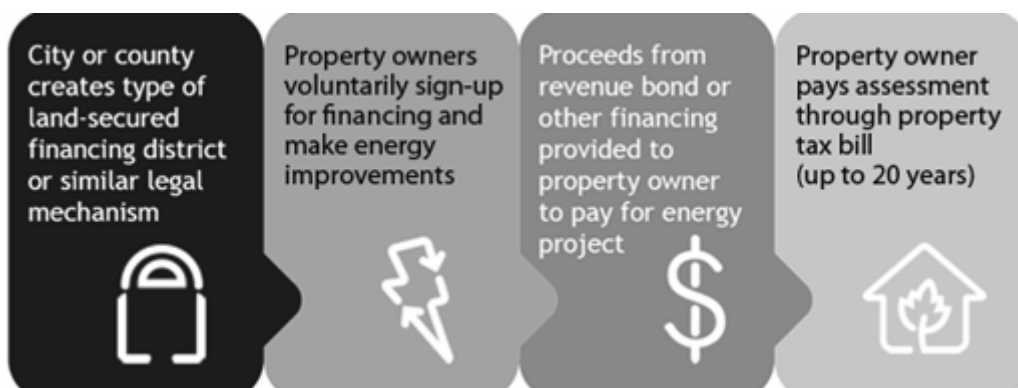 City or county
creates type of
land-secured
financing district
or similar legal
mechanism
Property owners
voluntarily sign-up
for financing and
make energy
improvements
Proceeds from
revenue bond or
other financing
provided to
property owner
to pay for energy
project
Property owner
pays assessment
through property
tax bill
(up to 20 years)